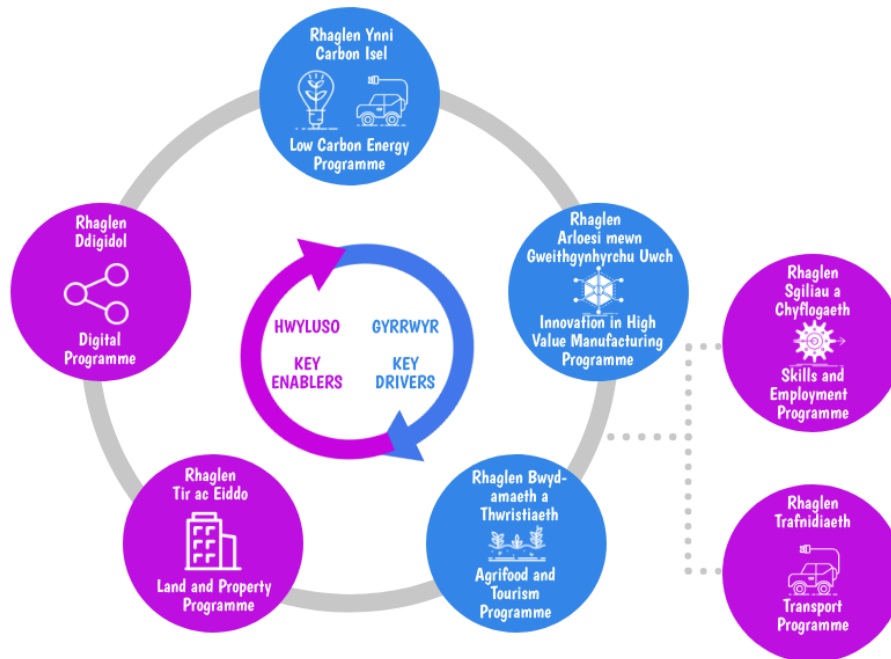 Rhaglen Ynni
Carbon Isel
Low Carbon Energy
Programme
Rhaglen
Ddigidol
Digital
Programme
Rhaglen
Arloesi mewn
Gweithgynhyrchu Uwch
Innovation in High
Value Manufacturing
Programme
HWYLUSO
KEY
ENABLERS
GYRRWYR
KEY
DRIVERS
Rhaglen
Tir ac Eiddo
Land and Property
Programme
Rhaglen Bwyd-
amaeth a
Thwristiaeth
Agrifood and
Tourism
Programme
Rhaglen
Sgiliau a
Chyflogaeth
Skills and
Employment
Programme
Rhaglen
Trafnidiaeth
Transport
Programme